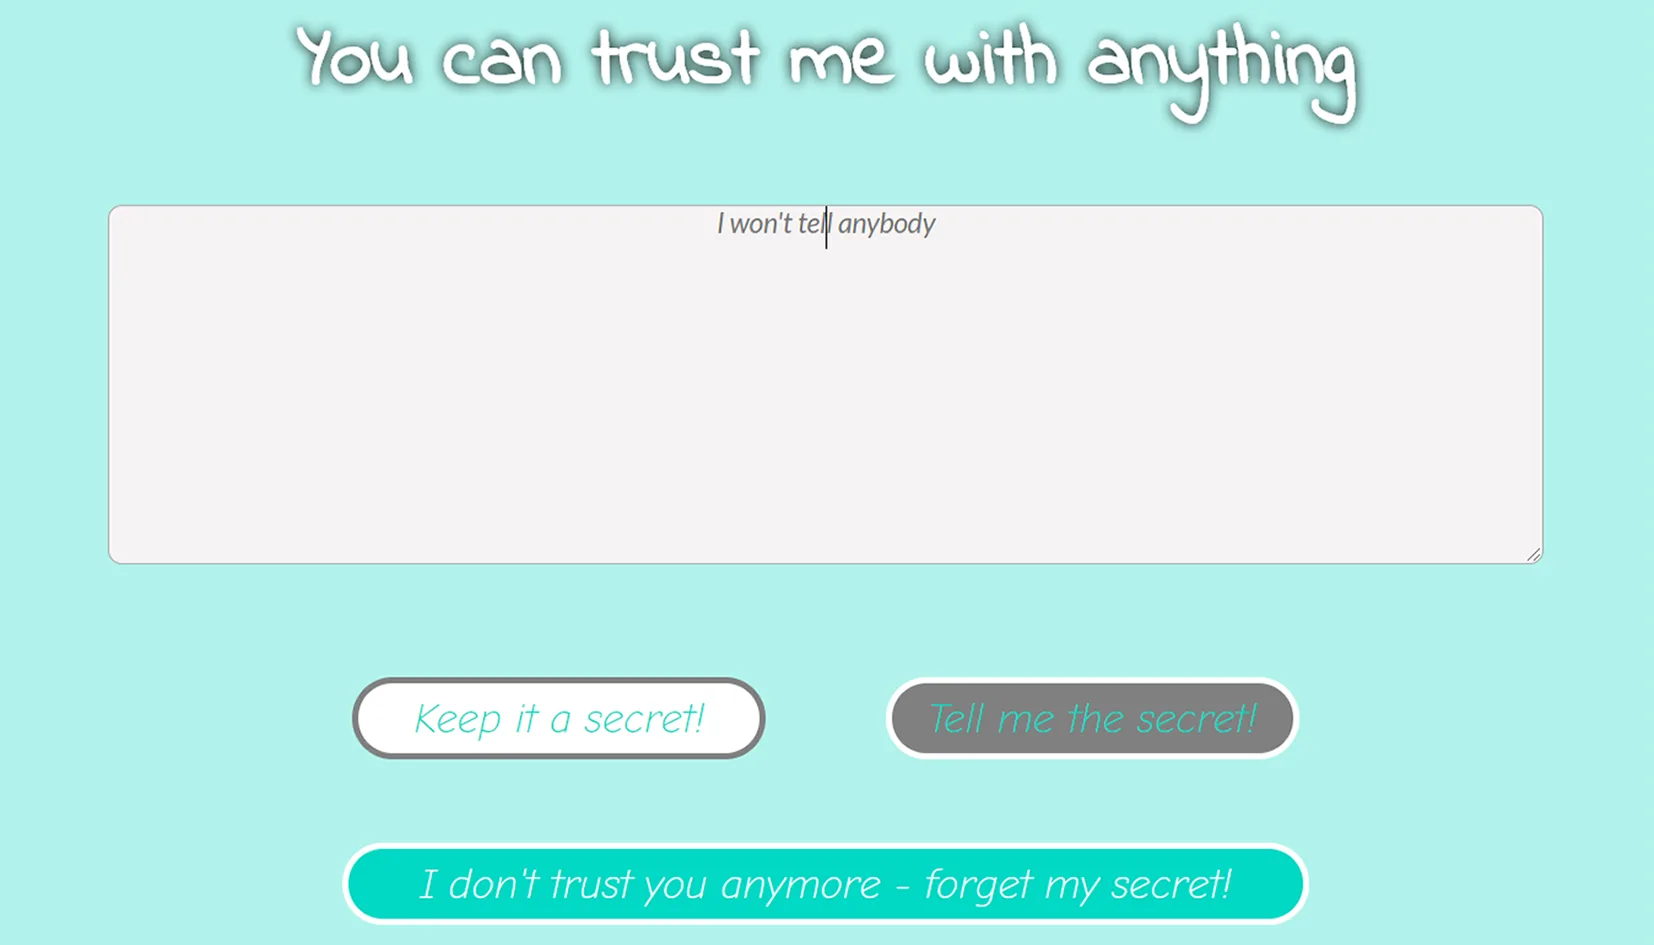 You can trust me with anything
I won't tell anybody
Keep it a secret!
Tell me the secret!
I don't trust you anymore - forget my secret!